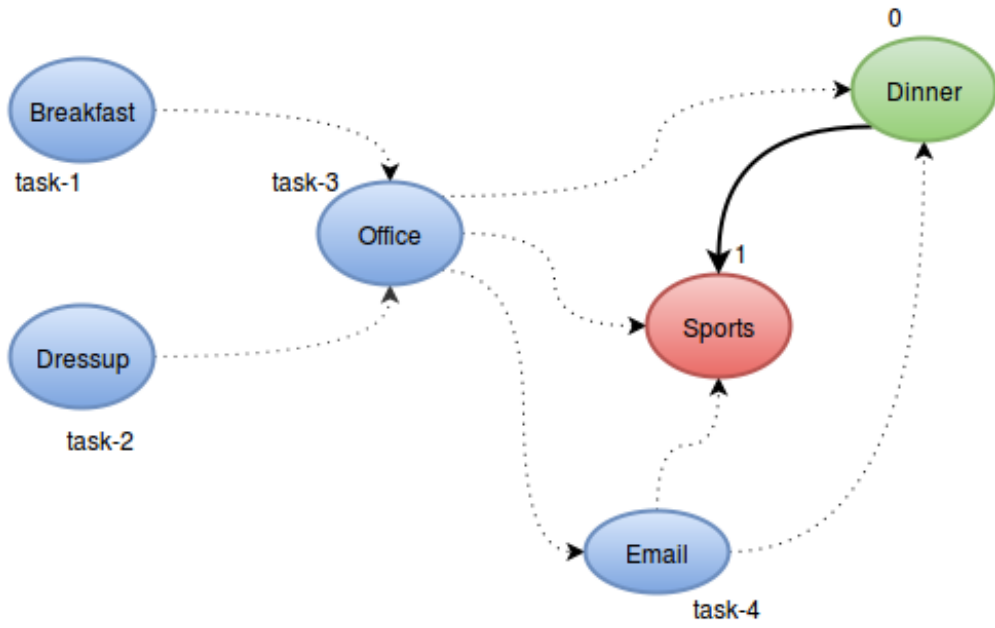 0
Dinner
Breakfast
task-1
task-3
Office
1
Sports
Dressup
task-2
Email
task-4